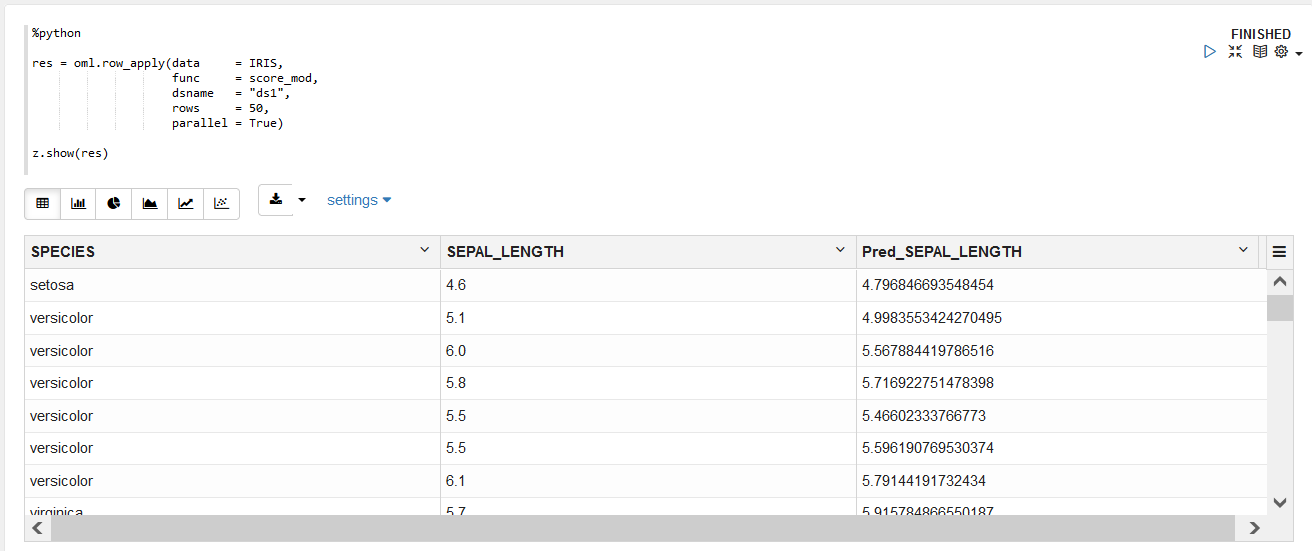 %python
FINISHED
res = oml.row_apply(data     = IRIS,
                    func     = score_mod,
                    dsname   = "ds1",
                    rows     = 50,
                    parallel = True)
z.show(res)
settings
SPECIES SEPAL_LENGTH Pred_SEPAL_LENGTH
setosa 4.6 4.796846693548454
versicolor 5.1 4.9983553424270495
versicolor 6.0 5.567884419786516
versicolor 5.8 5.716922751478398
versicolor 5.5 5.46602333766773
versicolor 5.5 5.596190769530374
versicolor 6.1 5.79144191732434
virginica 5.7 5.915784866550187